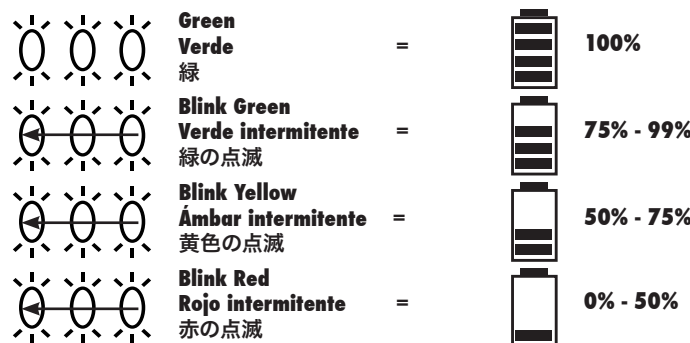 Green
Verde = 100%
緑
Blink Green
Verde intermitente = 75% - 99%
緑の点滅
Blink Yellow
Ámbar intermitente = 50% - 75%
黄色の点滅
Blink Red
Rojo intermitente = 0% - 50%
赤の点滅